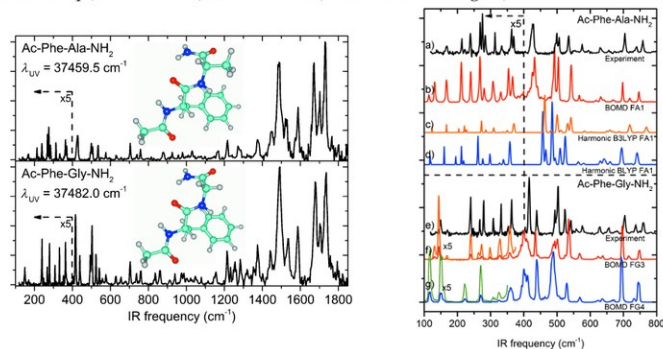 Ac-Phe-Ala-NH2
λUV = 37459.5 cm-1
x5
Ac-Phe-Gly-NH2
λUV = 37482.0 cm-1
x5
200 400 600 800 1000 1200 1400 1600 1800
IR frequency (cm-1)
x5
Ac-Phe-Ala-NH2
a)
Experiment
b)
BOMD FA1
c)
Harmonic B3LYP FA1
d)
Harmonic BLYP FA1
Ac-Phe-Gly-NH2
e)
Experiment
f)
x5
BOMD FG3
g)
x5
BOMD FG4
100 200 300 400 500 600 700 800
IR frequency (cm-1)